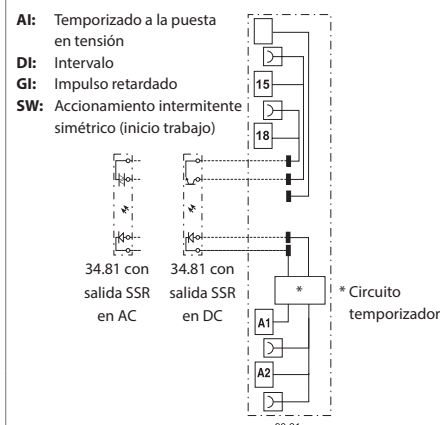 AI: Temporizado a la puesta
en tensión
DI: Intervalo
GI: Impulso retardado
SW: Accionamiento intermitente
simétrico (inicio trabajo)
15
18
34.81 con
salida SSR
en AC
34.81 con
salida SSR
en DC
*
* Circuito
temporizador
A1
A2